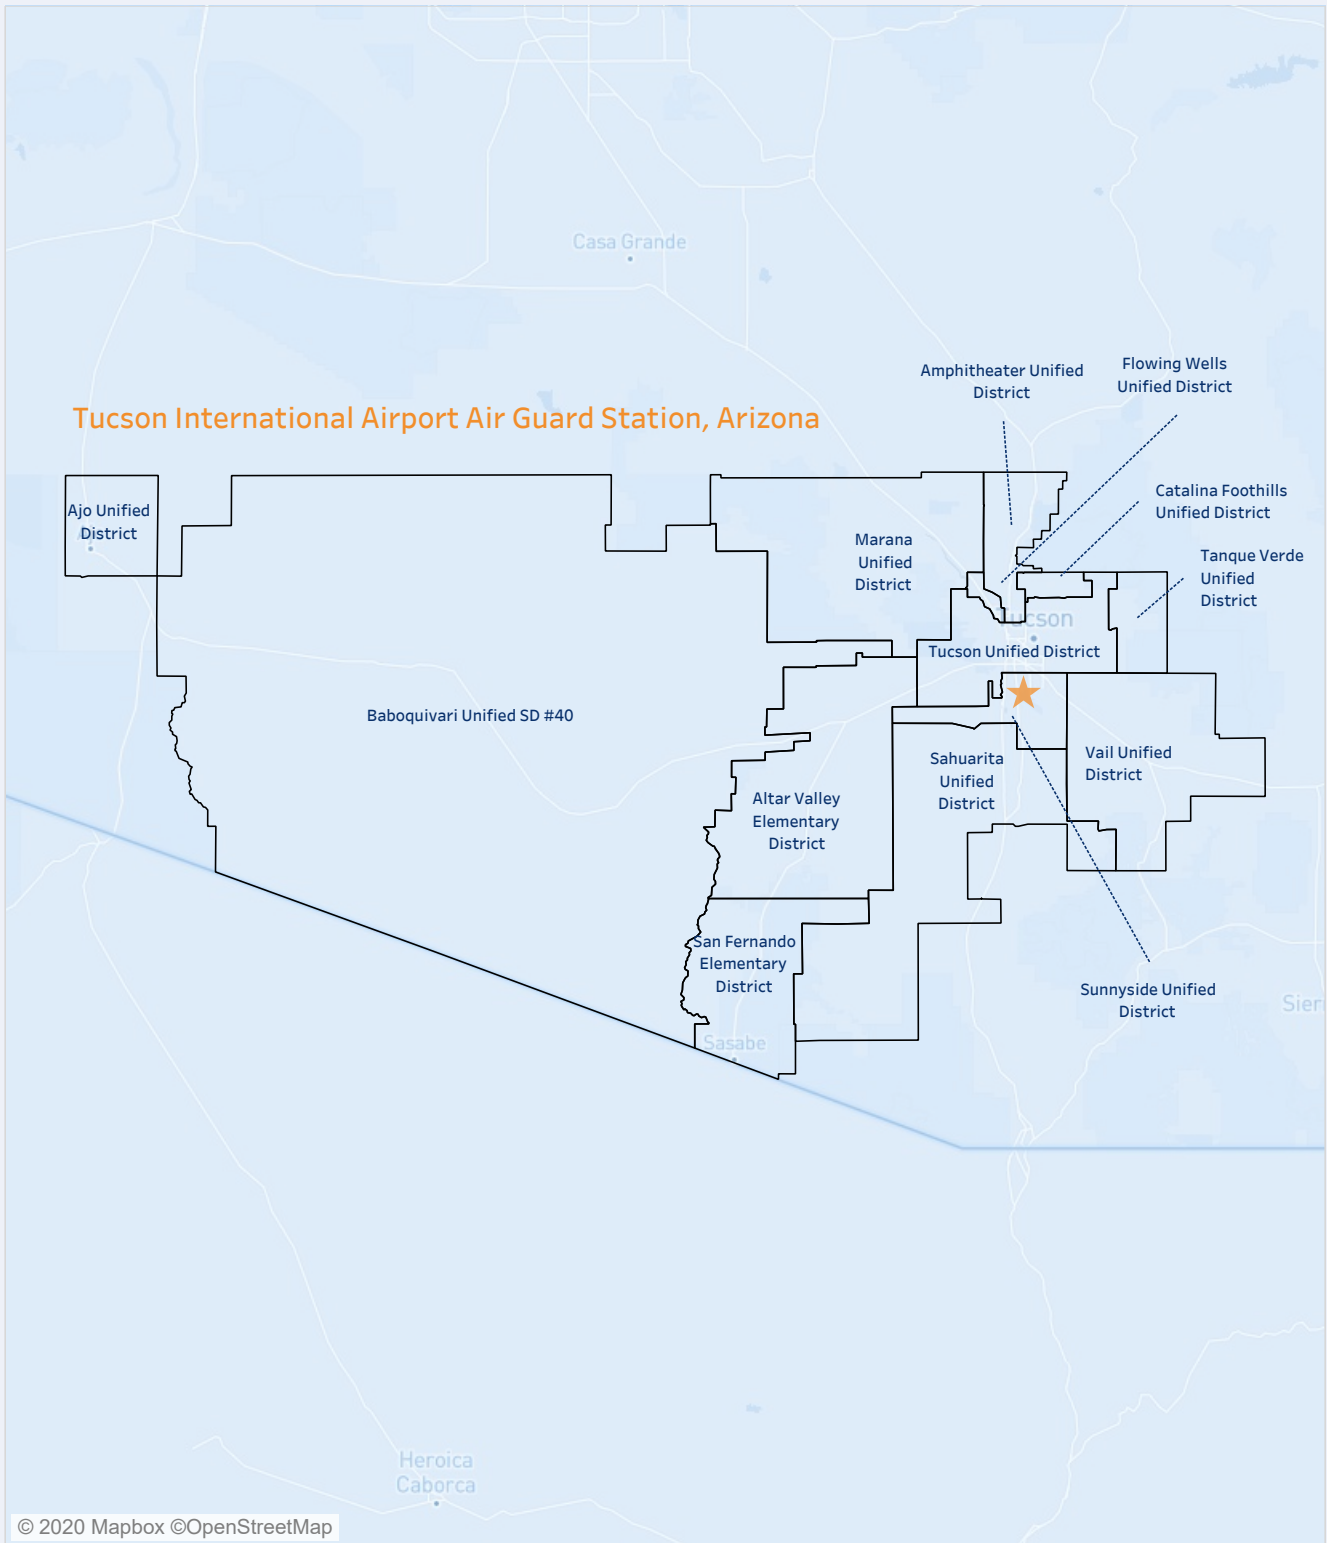 Casa Grande
Amphitheater Unified
District
Flowing Wells
Unified District
Tucson International Airport Air Guard Station, Arizona
Catalina Foothills
Unified District
Ajo Unified
District
Marana
Unified
District
Tanque Verde
Unified
District
Tucson
Tucson Unified District
Baboquivari Unified SD #40
Sahuarita
Unified
District
Vail Unified
District
Altar Valley
Elementary
District
San Fernando
Elementary
District
Sunnyside Unified
District
Sier
Sasabe
Heroica
Caborca
© 2020 Mapbox ©OpenStreetMap